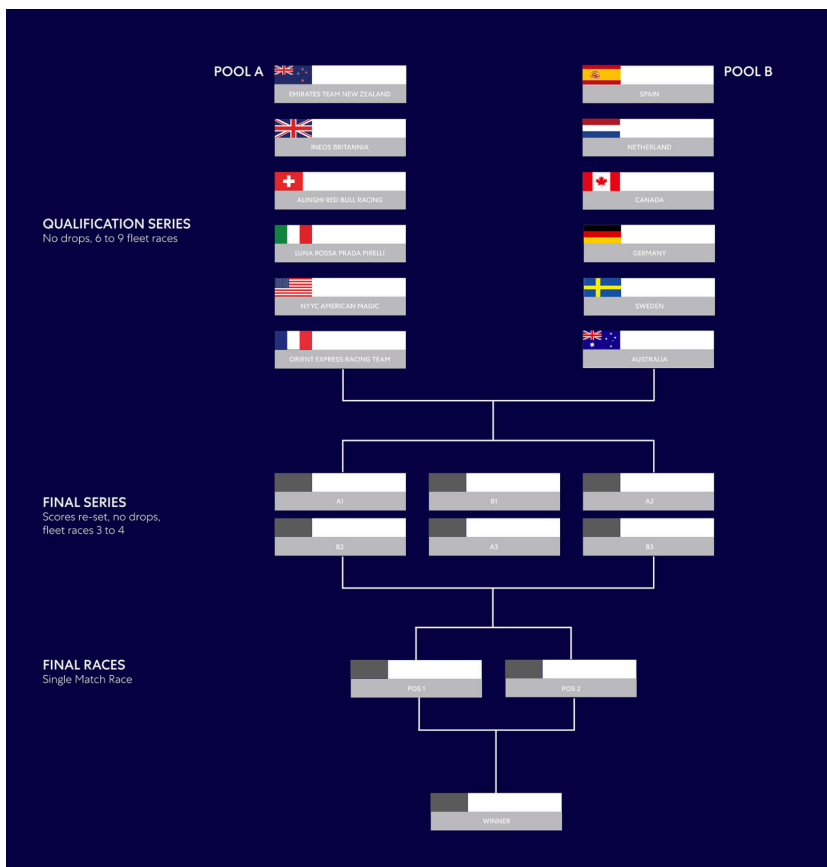 POOL A
POOL B
EMIRATES TEAM NEW ZEALAND
SPAIN
INEOS BRITANNIA
NETHERLAND
ALINGHI RED BULL RACING
CANADA
QUALIFICATION SERIES
No drops, 6 to 9 fleet races
LUNA ROSSA PRADA PIRELLI
GERMANY
NYYC AMERICAN MAGIC
SWEDEN
ORIENT EXPRESS RACING TEAM
AUSTRALIA
FINAL SERIES
Scores re-set, no drops,
fleet races 3 to 4
A1
B1
A2
B2
A3
B3
FINAL RACES
Single Match Race
POS 1
POS 2
WINNER